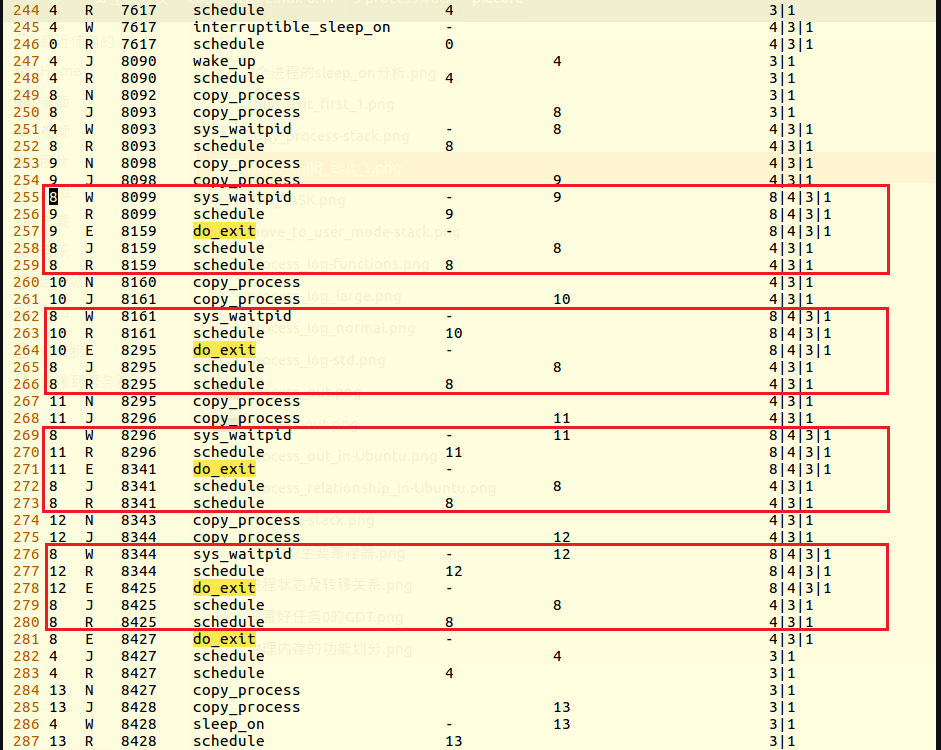 244 4 R 7617 schedule 4 3|1
245 4 W 7617 interruptible_sleep_on - 4|3|1
246 0 R 7617 schedule 0 4|3|1
247 4 J 8090 wake_up 4 3|1
248 4 R 8090 schedule 4 3|1
249 8 N 8092 copy_process 3|1
250 8 J 8093 copy_process 8 3|1
251 4 W 8093 sys_waitpid - 8 4|3|1
252 8 R 8093 schedule 8 4|3|1
253 9 N 8098 copy_process 4|3|1
254 9 J 8098 copy_process 9 4|3|1
255 8 W 8099 sys_waitpid - 9 8|4|3|1
256 9 R 8099 schedule 9 8|4|3|1
257 9 E 8159 do_exit - 8|4|3|1
258 8 J 8159 schedule 8 4|3|1
259 8 R 8159 schedule 8 4|3|1
260 10 N 8160 copy_process 4|3|1
261 10 J 8161 copy_process 10 4|3|1
262 8 W 8161 sys_waitpid - 8|4|3|1
263 10 R 8161 schedule 10 8|4|3|1
264 10 E 8295 do_exit - 8|4|3|1
265 8 J 8295 schedule 8 4|3|1
266 8 R 8295 schedule 8 4|3|1
267 11 N 8295 copy_process 4|3|1
268 11 J 8296 copy_process 11 4|3|1
269 8 W 8296 sys_waitpid - 11 8|4|3|1
270 11 R 8296 schedule 11 8|4|3|1
271 11 E 8341 do_exit - 8|4|3|1
272 8 J 8341 schedule 8 4|3|1
273 8 R 8341 schedule 8 4|3|1
274 12 N 8343 copy_process 4|3|1
275 12 J 8344 copy_process 12 4|3|1
276 8 W 8344 sys_waitpid - 12 8|4|3|1
277 12 R 8344 schedule 12 8|4|3|1
278 12 E 8425 do_exit - 8|4|3|1
279 8 J 8425 schedule 8 4|3|1
280 8 R 8425 schedule 8 4|3|1
281 8 E 8427 do_exit - 4|3|1
282 4 J 8427 schedule 4 3|1
283 4 R 8427 schedule 4 3|1
284 13 N 8427 copy_process 3|1
285 13 J 8428 copy_process 13 3|1
286 4 W 8428 sleep_on - 13 3|1
287 13 R 8428 schedule 13 3|1